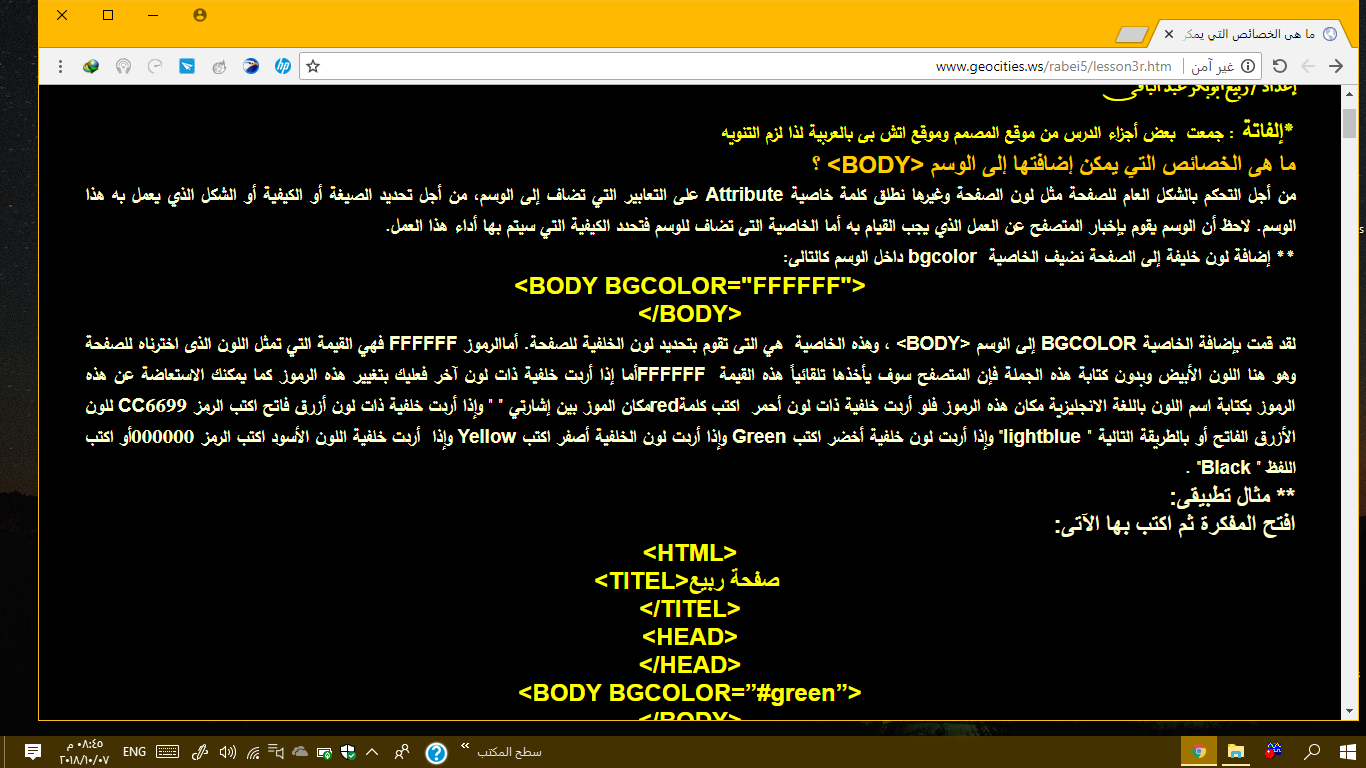 ما هى الخصائص التي يمكن
www.geocities.ws/rabei5/lesson3r.htm
غير آمن
إعداد / ربيع أبوبكر عبد الباقى
*إلفاتة : جمعت بعض أجزاء الدرس من موقع المصمم وموقع اتش بى بالعربية لذا لزم التنويه
ما هى الخصائص التي يمكن إضافتها إلى الوسم <BODY> ؟
من أجل التحكم بالشكل العام للصفحة مثل لون الصفحة وغيرها نطلق كلمة خاصية Attribute على التعابير التي تضاف إلى الوسم، من أجل تحديد الصيغة أو الكيفية أو الشكل الذي يعمل به هذا
الوسم. لاحظ أن الوسم يقوم بإخبار المتصفح عن العمل الذي يجب القيام به أما الخاصية التى تضاف للوسم فتحدد الكيفية التي سيتم بها أداء هذا العمل.
** إضافة لون خليفة إلى الصفحة نضيف الخاصية bgcolor داخل الوسم كالتالى:
<BODY BGCOLOR="FFFFFF">
</BODY>
لقد قمت بإضافة الخاصية BGCOLOR إلى الوسم <BODY> ، وهذه الخاصية هي التى تقوم بتحديد لون الخلفية للصفحة. أماالرموز FFFFFF فهي القيمة التي تمثل اللون الذى اخترناه للصفحة
وهو هنا اللون الأبيض وبدون كتابة هذه الجملة فإن المتصفح سوف يأخذها تلقائياً هذه القيمة FFFFFFأما إذا أردت خلفية ذات لون آخر فعليك بتغيير هذه الرموز كما يمكنك الاستعاضة عن هذه
الرموز بكتابة اسم اللون باللغة الانجليزية مكان هذه الرموز فلو أردت خلفية ذات لون أحمر اكتب كلمةredمكان الموز بين إشارتي " " وإذا أردت خلفية ذات لون أزرق فاتح اكتب الرمز CC6699 للون
الأزرق الفاتح أو بالطريقة التالية " lightblue" وإذا أردت لون خلفية أخضر اكتب Green وإذا أردت لون الخلفية أصفر اكتب Yellow وإذا أردت خلفية اللون الأسود اكتب الرمز 000000أو اكتب
اللفظ " Black" .
** مثال تطبيقى:
افتح المفكرة ثم اكتب بها الآتى:
<HTML>
<TITEL>صفحة ربيع
</TITEL>
<HEAD>
</HEAD>
<BODY BGCOLOR=”#green”>
</BODY>
سطح المكتب
ENG
٠٨:٤٥ م
٢٠١٨/١٠/٠٧